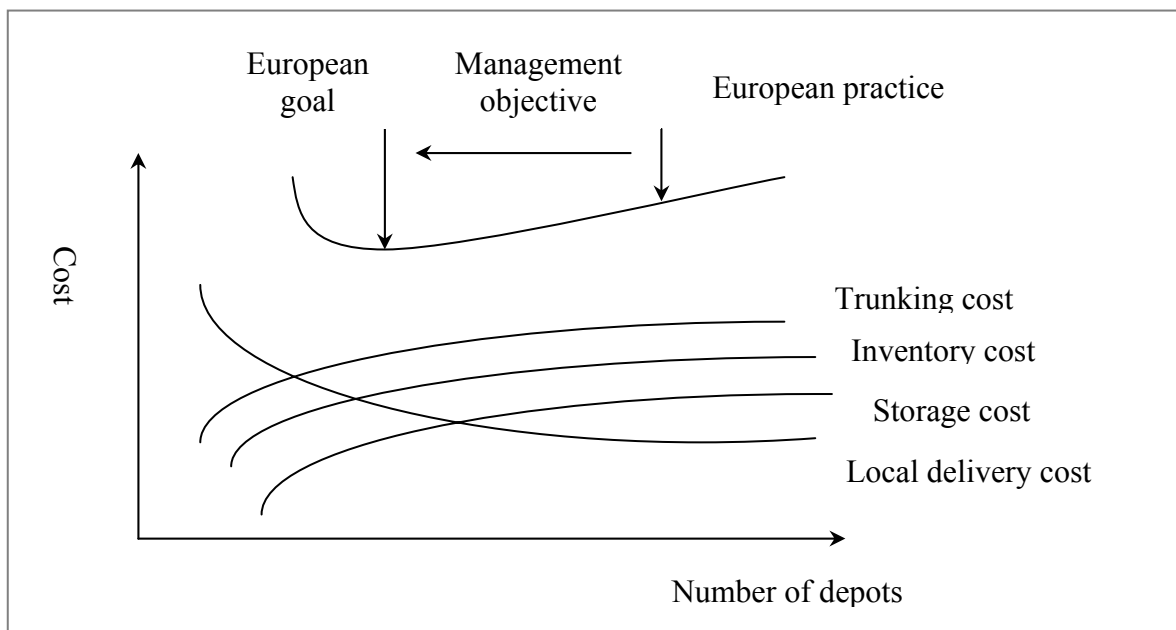 European
goal
Management
objective
European practice
Cost
Trunking cost
Inventory cost
Storage cost
Local delivery cost
Number of depots